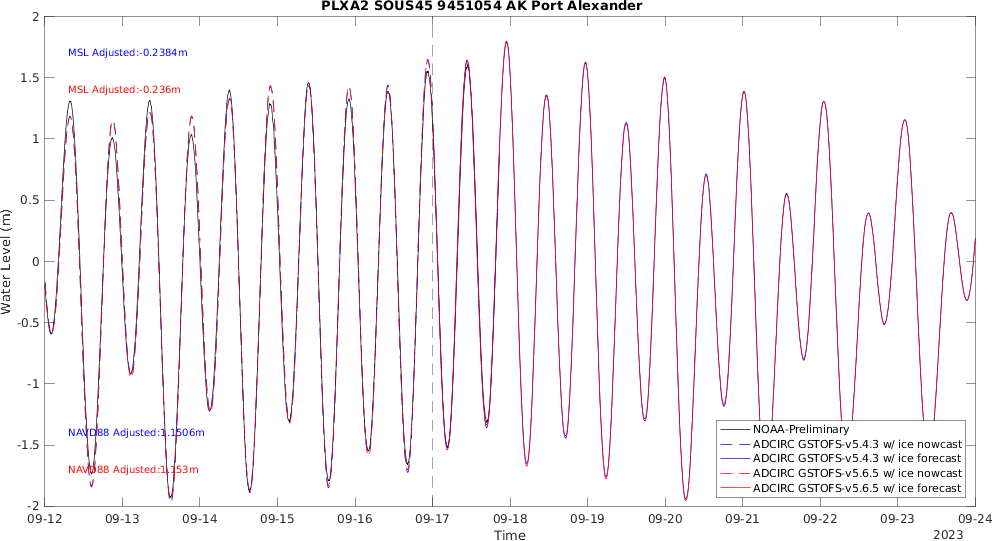 PLXA2 SOUS45 9451054 AK Port Alexander
2
1.5
1
0.5
0
-0.5
-1
-1.5
-2
Water Level (m)
MSL Adjusted:-0.2384m
MSL Adjusted:-0.236m
NAVD88 Adjusted:1.1506m
NAVD88 Adjusted:1.153m
NOAA-Preliminary
ADCIRC GSTOFS-v5.4.3 w/ ice nowcast
ADCIRC GSTOFS-v5.4.3 w/ ice forecast
ADCIRC GSTOFS-v5.6.5 w/ ice nowcast
ADCIRC GSTOFS-v5.6.5 w/ ice forecast
09-12 09-13 09-14 09-15 09-16 09-17 09-18 09-19 09-20 09-21 09-22 09-23 09-24
Time
2023